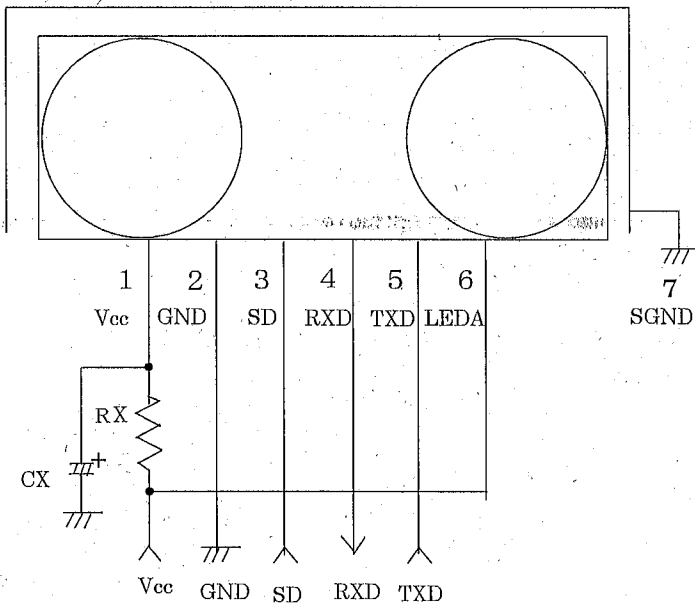 1 2 3 4 5 6 7
Vcc GND SD RXD TXD LEDA SGND
RX
+
CX
Vcc GND SD RXD TXD